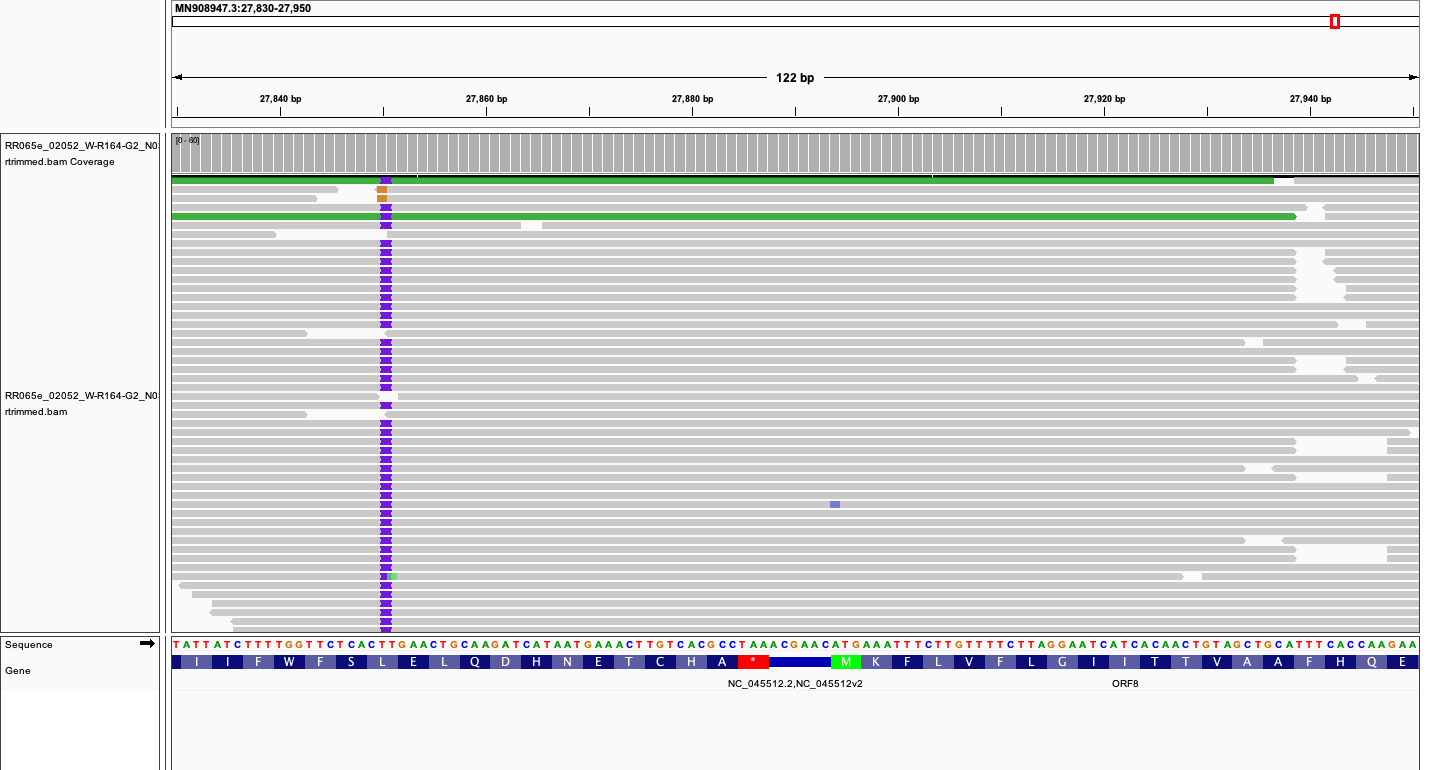 MN908947.3:27,830-27,950
122 bp
27,840 bp 27,860 bp 27,880 bp 27,900 bp 27,920 bp 27,940 bp
[0 - 60]
RR065e_02052_W-R164-G2_N0
rtrimmed.bam Coverage
RR065e_02052_W-R164-G2_N0
rtrimmed.bam
Sequence T A T T A T C T T T T G G T T C T C A C T T G A A C T G C A A G A T C A T A A T G A A A C T T G T C A C G C C T A A A C G A A C A T G A A A T T T C T T G T T T T C T T A G G A A T C A T C A C A A C T G T A G C T G C A T T T C A C C A A G A A
Gene I I F W F S L E L Q D H N E T C H A * M K F L V F L G I I T T V A A F H Q E
NC_045512.2,NC_045512v2 ORF8